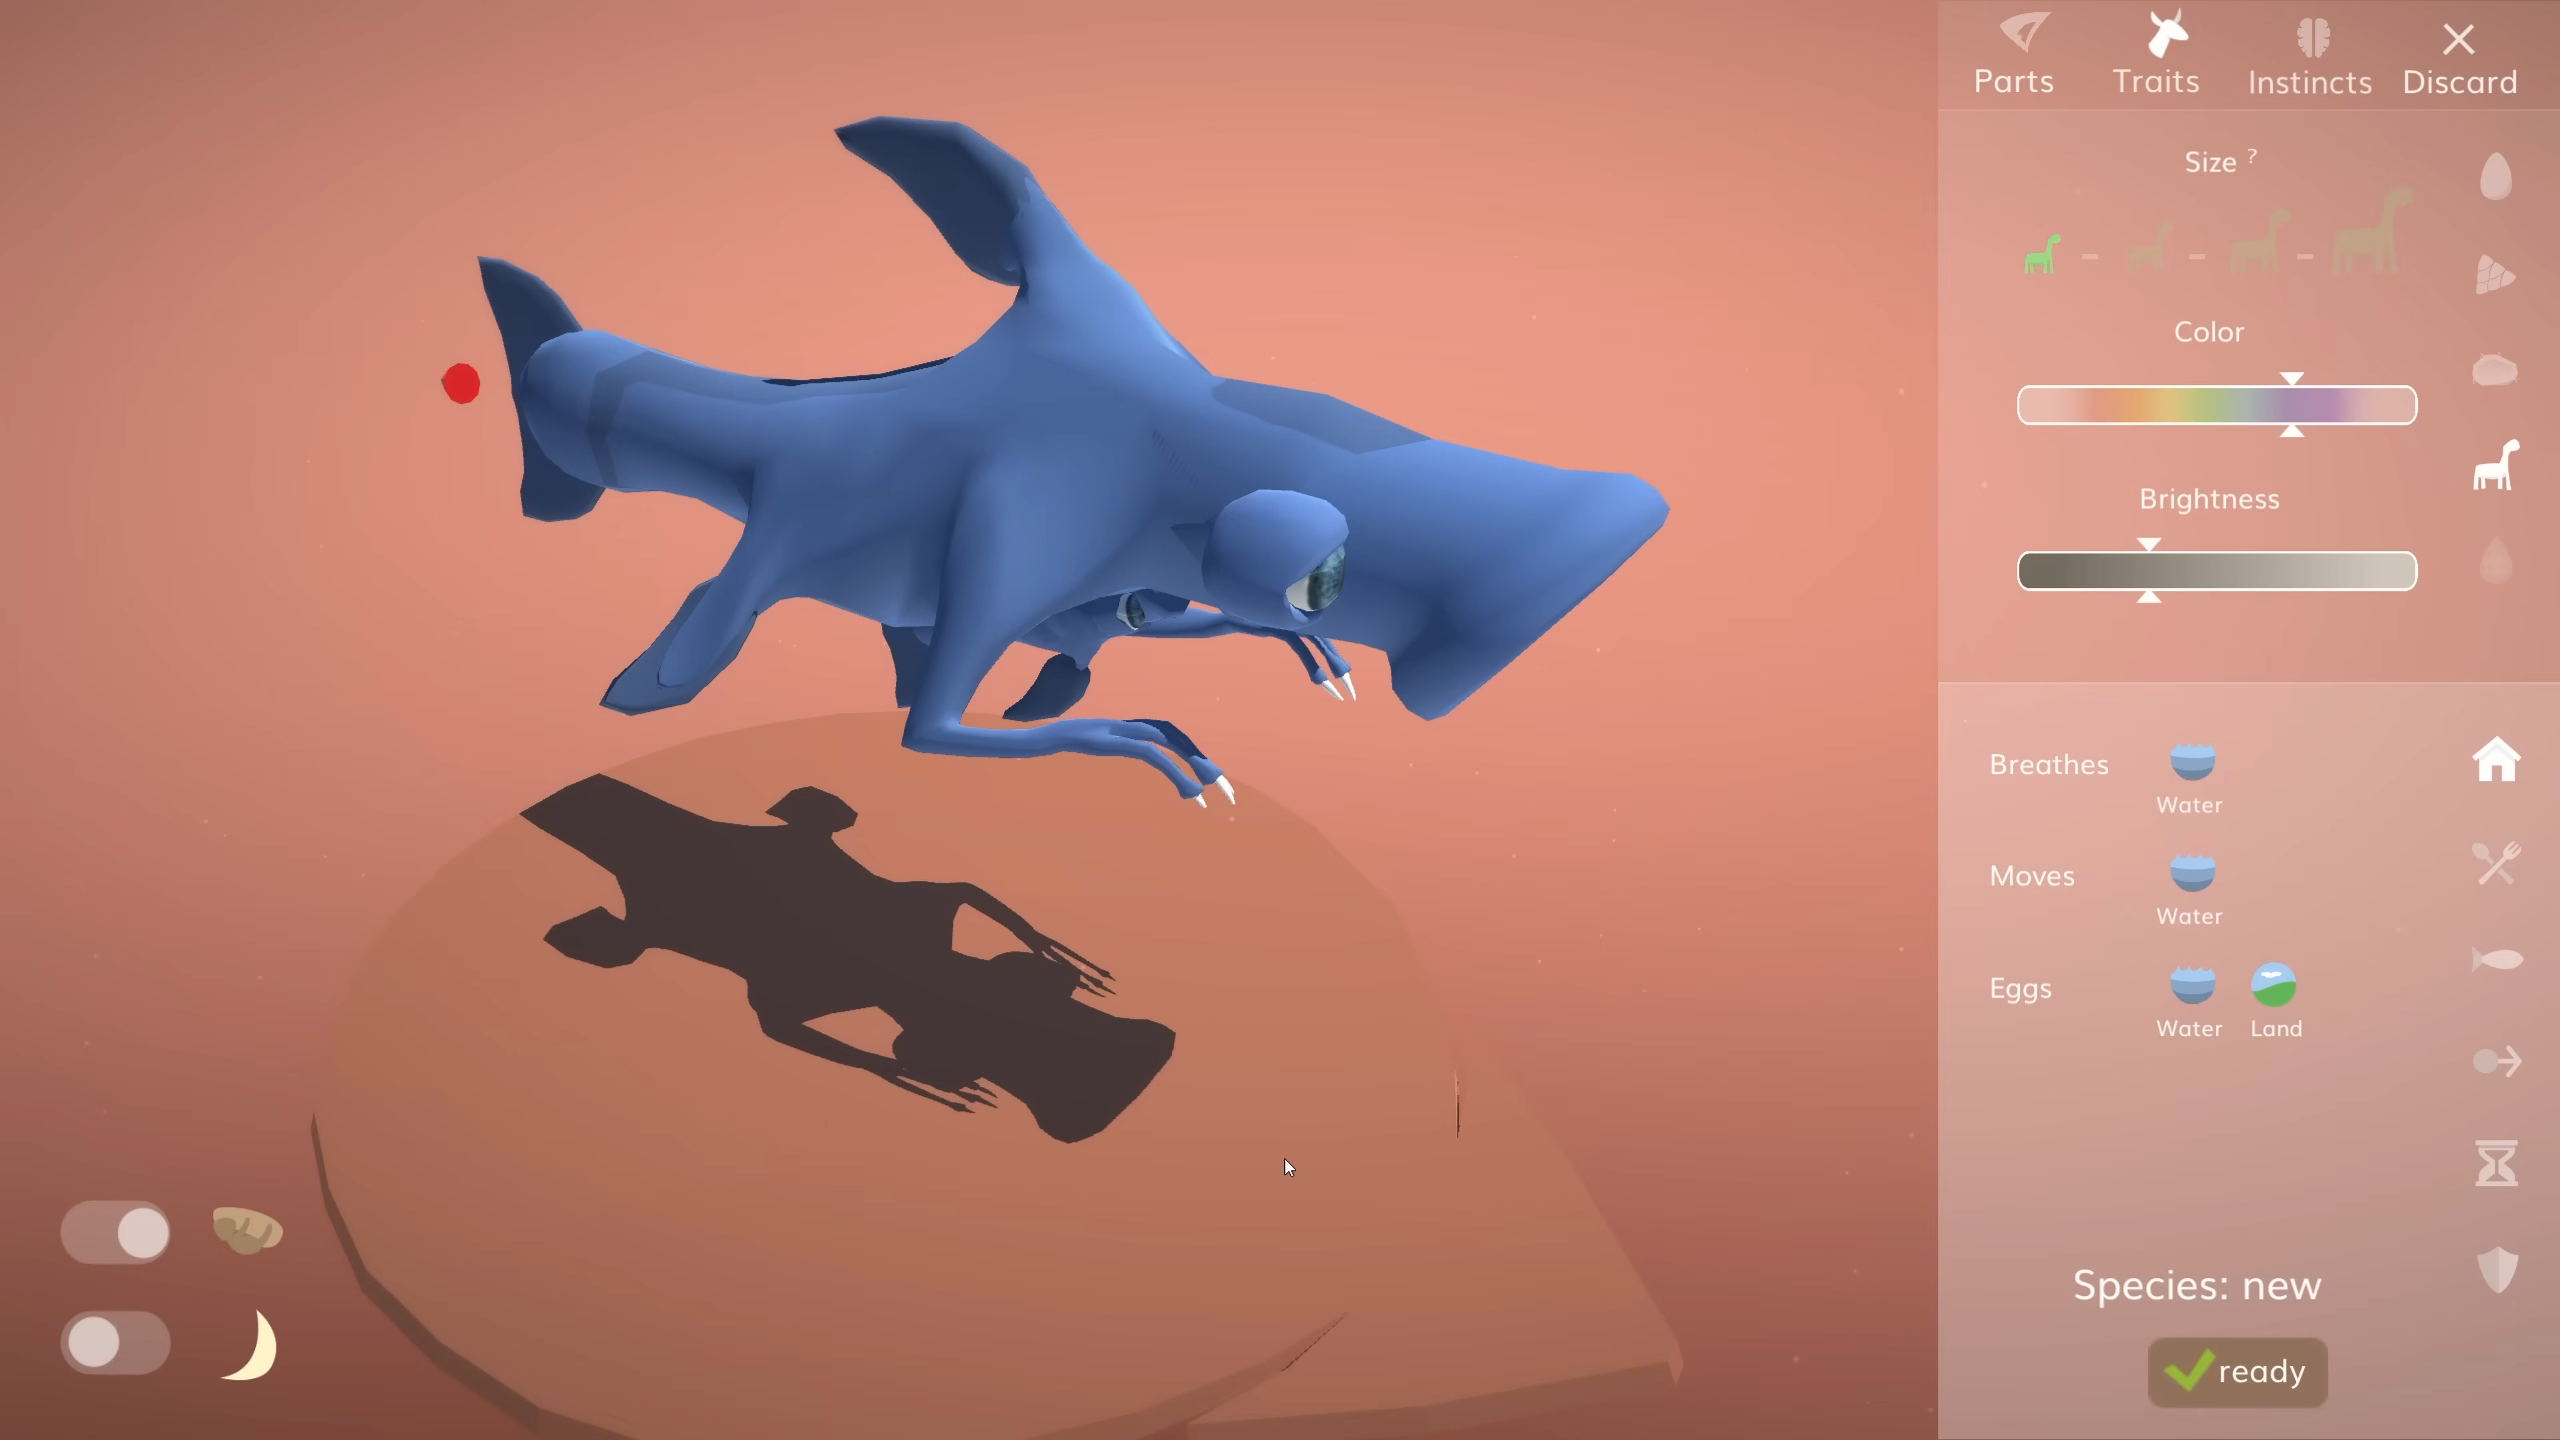 Parts Traits Instincts Discard
Size ?
Color
Brightness
Breathes
Water
Moves
Water
Eggs
Water Land
Species: new
ready